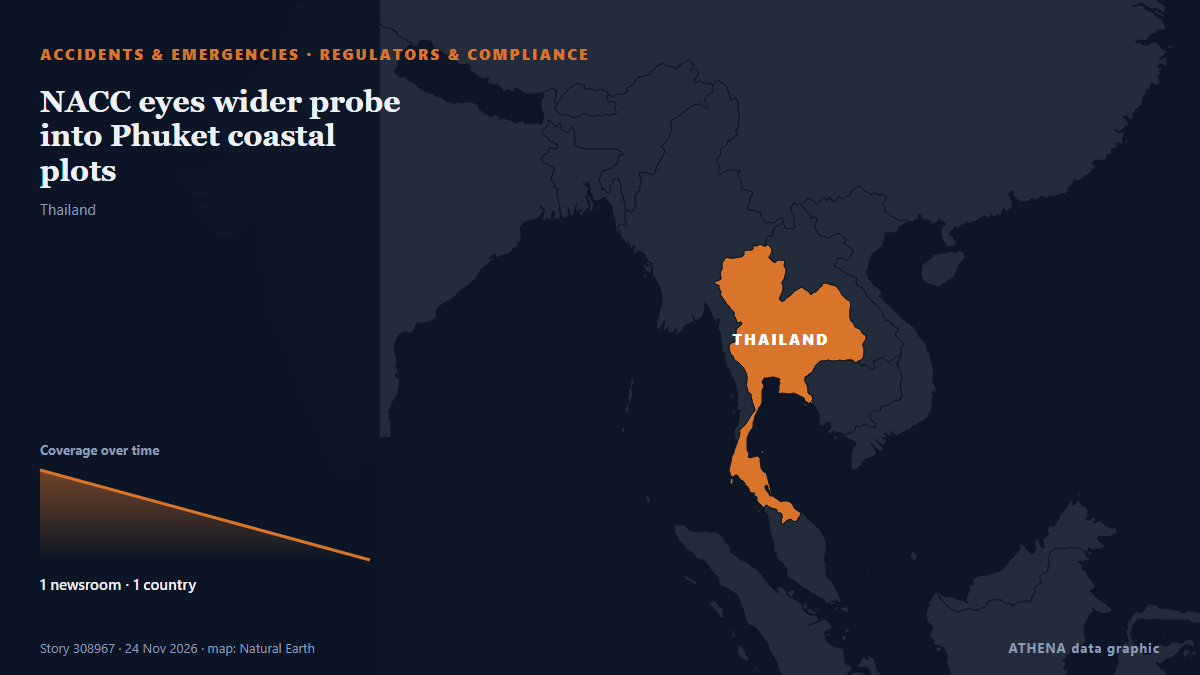 ACCIDENTS & EMERGENCIES · REGULATORS & COMPLIANCE
NACC eyes wider probe
into Phuket coastal
plots
Thailand
THAILAND
Coverage over time
1 newsroom · 1 country
Story 308967 · 24 Nov 2026 · map: Natural Earth
ATHENA data graphic